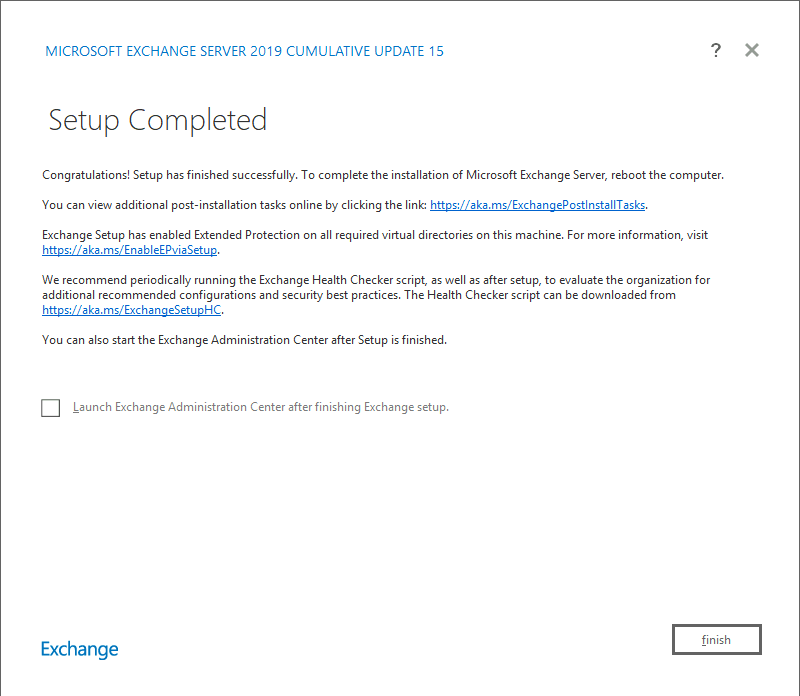 MICROSOFT EXCHANGE SERVER 2019 CUMULATIVE UPDATE 15
?
Setup Completed
Congratulations! Setup has finished successfully. To complete the installation of Microsoft Exchange Server, reboot the computer.
You can view additional post-installation tasks online by clicking the link: https://aka.ms/ExchangePostInstallTasks.
Exchange Setup has enabled Extended Protection on all required virtual directories on this machine. For more information, visit
https://aka.ms/EnableEPviaSetup.
We recommend periodically running the Exchange Health Checker script, as well as after setup, to evaluate the organization for
additional recommended configurations and security best practices. The Health Checker script can be downloaded from
https://aka.ms/ExchangeSetupHC.
You can also start the Exchange Administration Center after Setup is finished.
Launch Exchange Administration Center after finishing Exchange setup.
Exchange
finish